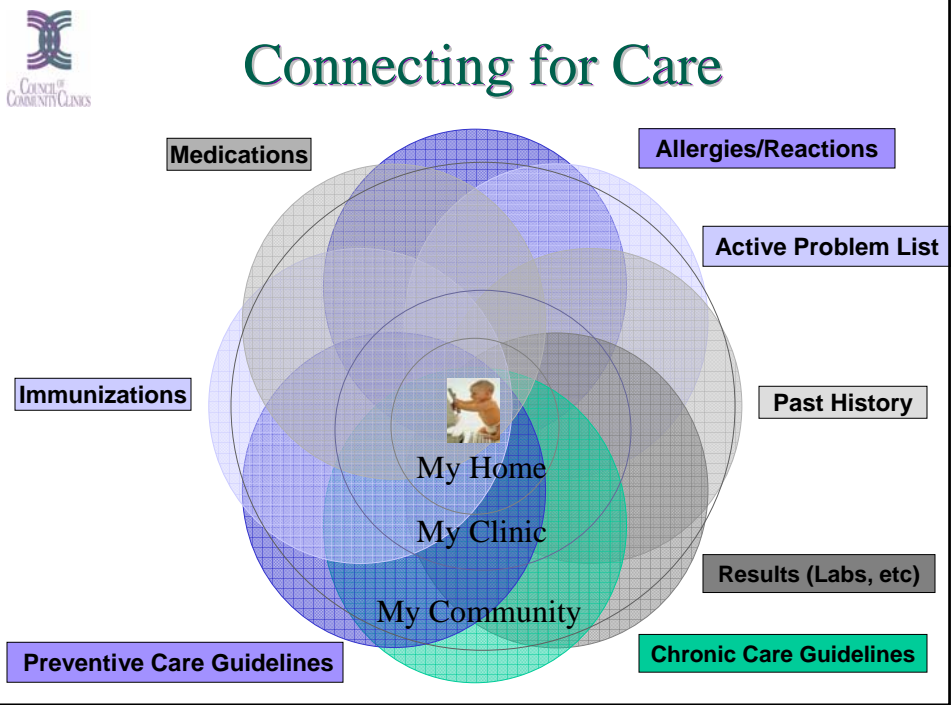 COUNCIL OF
COMMUNITY CLINICS
Connecting for Care
Medications
Allergies/Reactions
Active Problem List
Immunizations
Past History
My Home
My Clinic
Results (Labs, etc)
My Community
Preventive Care Guidelines
Chronic Care Guidelines